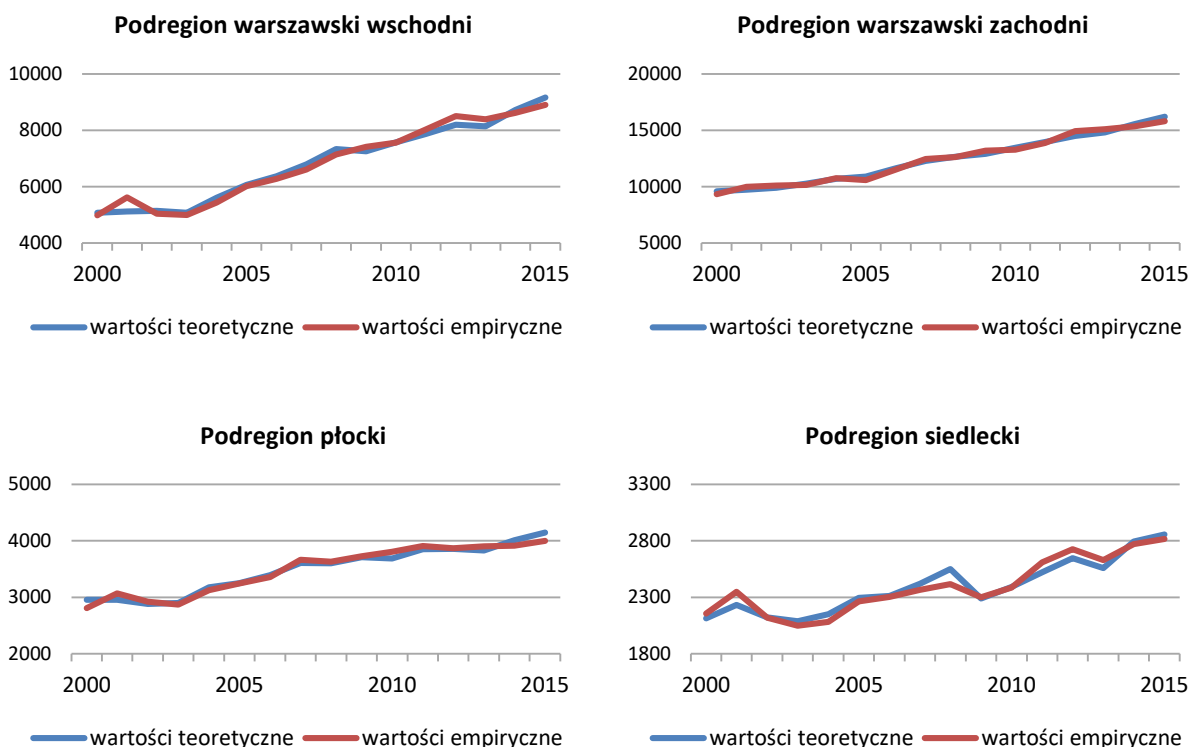 Podregion warszawski wschodni
10000
8000
6000
4000
2000 2005 2010 2015
wartości teoretyczne wartości empiryczne
Podregion warszawski zachodni
20000
15000
10000
5000
2000 2005 2010 2015
wartości teoretyczne wartości empiryczne
Podregion płocki
5000
4000
3000
2000
2000 2005 2010 2015
wartości teoretyczne wartości empiryczne
Podregion siedlecki
3300
2800
2300
1800
2000 2005 2010 2015
wartości teoretyczne wartości empiryczne